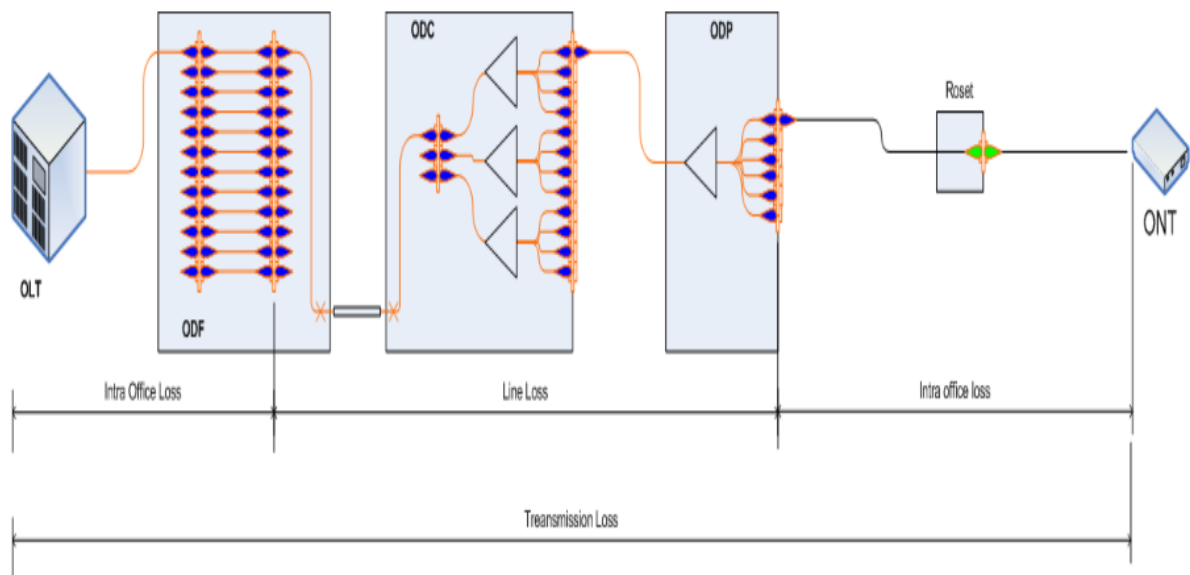 ODC
ODP
Roset
OLT
ODF
ONT
Intra Office Loss
Line Loss
Intra office loss
Treansmission Loss